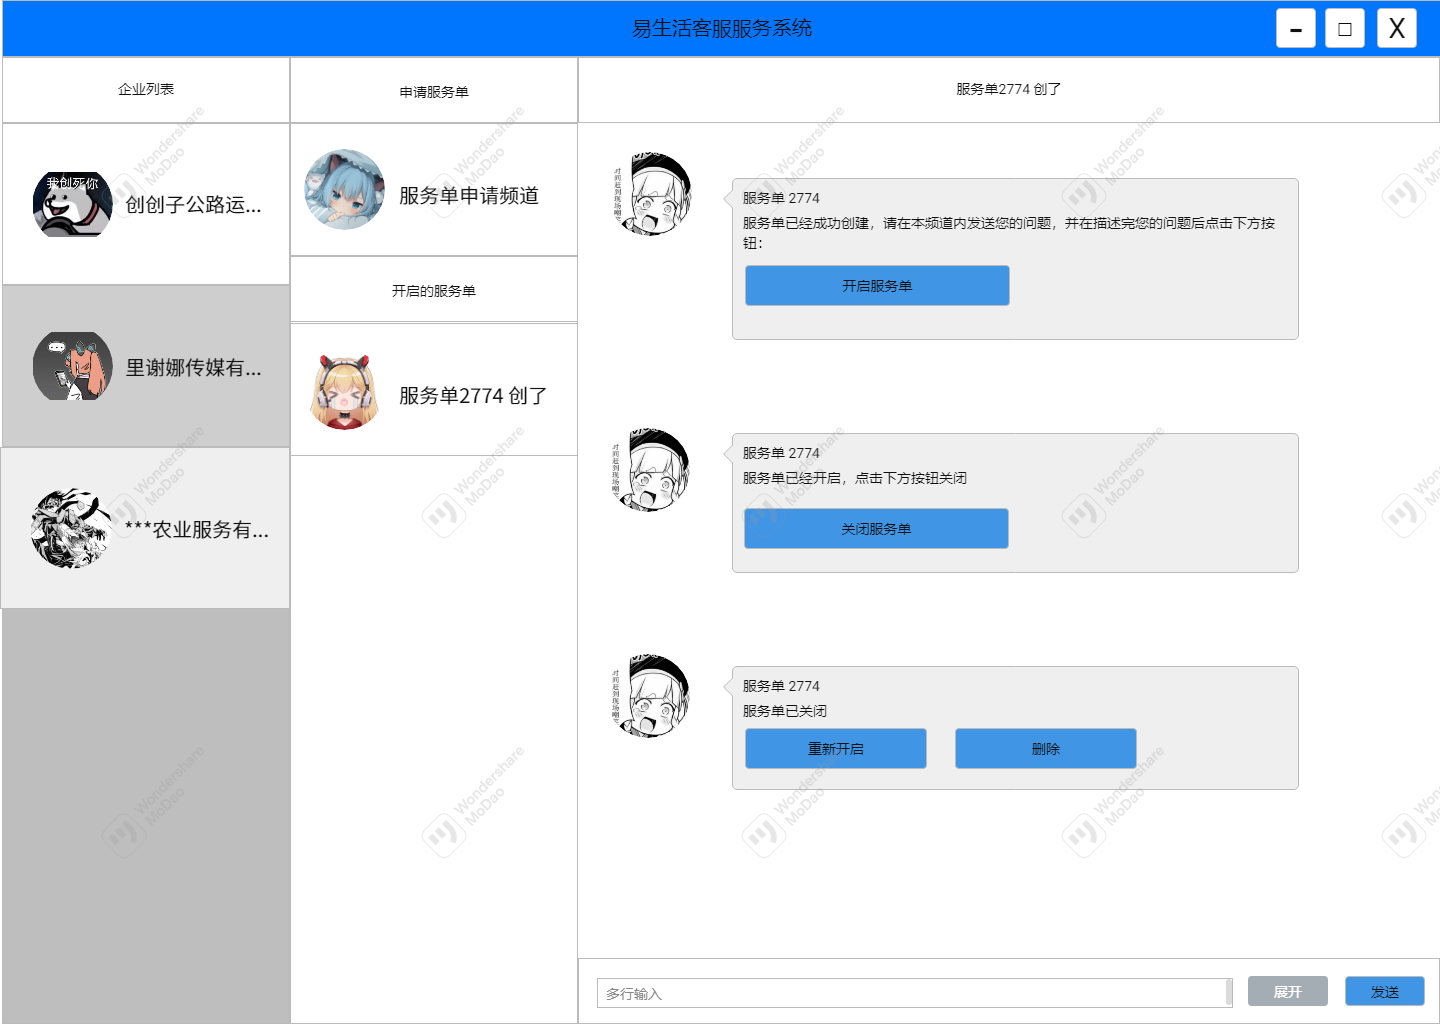 易生活客服服务系统
-
□
X
企业列表
申请服务单
服务单2774 创了
我创死你
创创子公路运...
里谢娜传媒有...
***农业服务有...
服务单申请频道
开启的服务单
服务单2774 创了
服务单 2774
服务单已经成功创建，请在本频道内发送您的问题，并在描述完您的问题后点击下方按
钮：
开启服务单
服务单 2774
服务单已经开启，点击下方按钮关闭
关闭服务单
服务单 2774
服务单已关闭
重新开启
删除
多行输入
展开
发送
Wondershare
MoDao